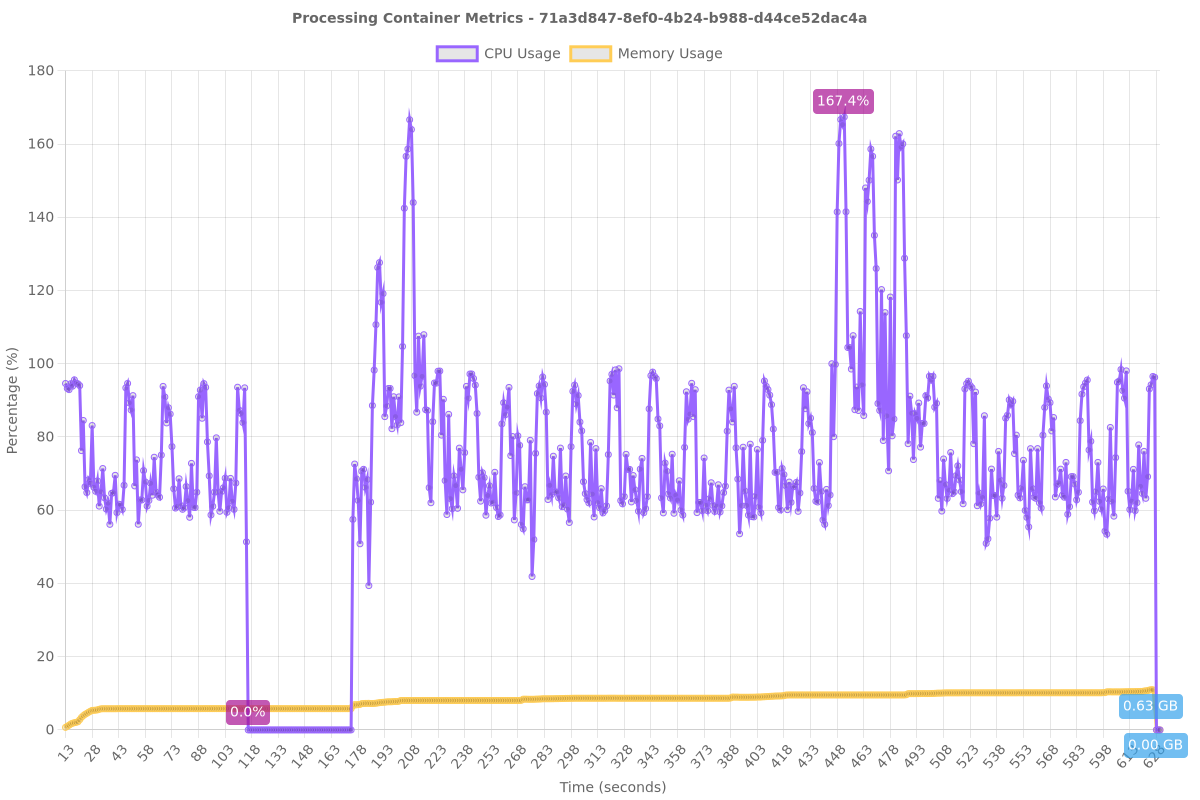 Processing Container Metrics - 71a3d847-8ef0-4b24-b988-d44ce52dac4a
CPU Usage Memory Usage
180
160
140
120
100
80
60
40
20
0
Percentage (%)
167.4%
0.0%
0.63 GB
0.00 GB
13 28 43 58 73 88 103 118 133 148 163 178 193 208 223 238 253 268 283 298 313 328 343 358 373 388 403 418 433 448 463 478 493 508 523 538 553 568 583 598
Time (seconds)